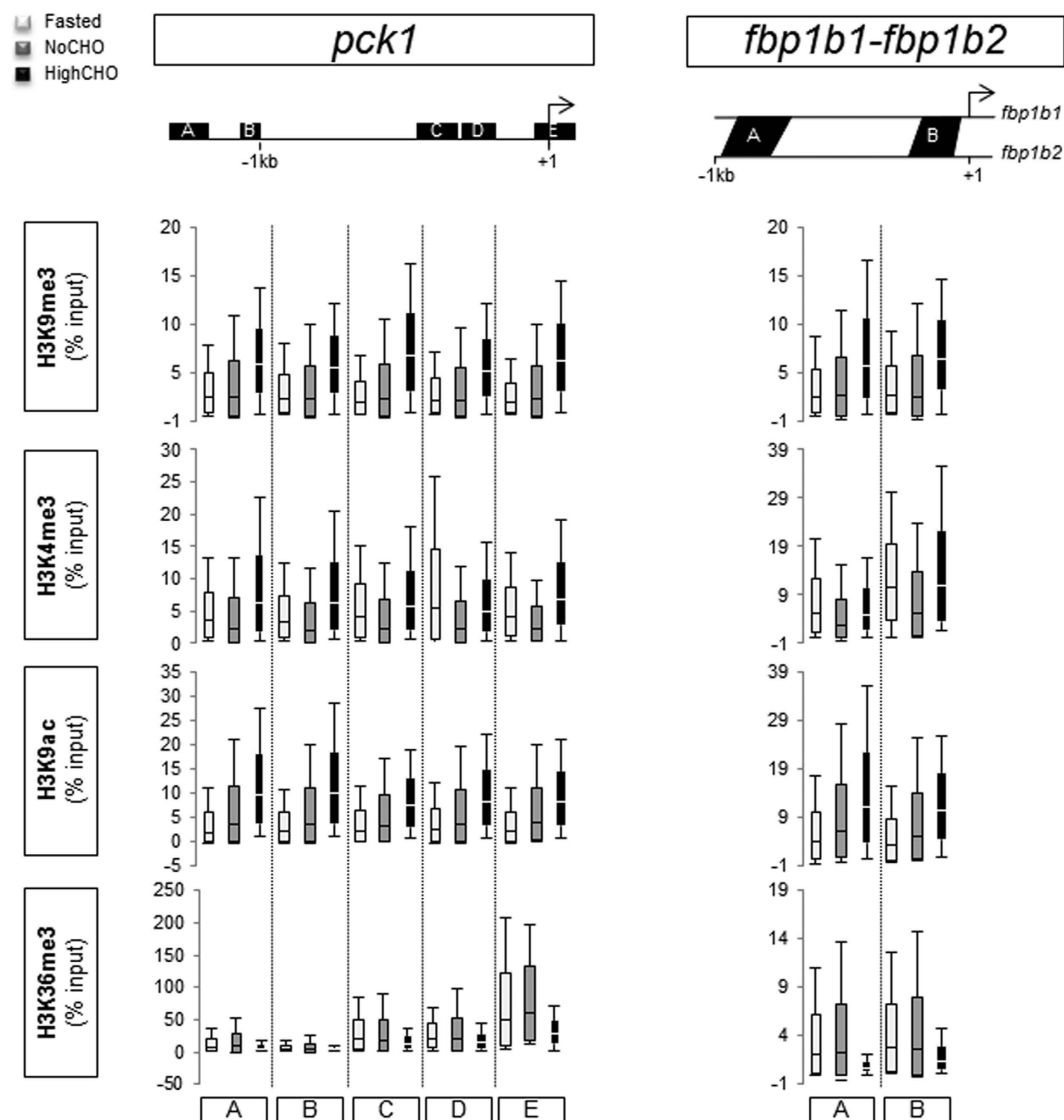 Fasted
NoCHO
HighCHO
pck1
fbp1b1-fbp1b2
A B C D E
-1kb +1
A B
fbp1b1
fbp1b2
-1kb +1
H3K9me3
(% input)
20
15
10
5
-1
20
15
10
5
-1
H3K4me3
(% input)
30
25
20
15
10
5
0
39
29
19
9
-1
H3K9ac
(% input)
35
30
25
20
15
10
5
0
-5
39
29
19
9
-1
H3K36me3
(% input)
250
200
150
100
50
0
-50
19
14
9
4
-1
A B C D E
A B